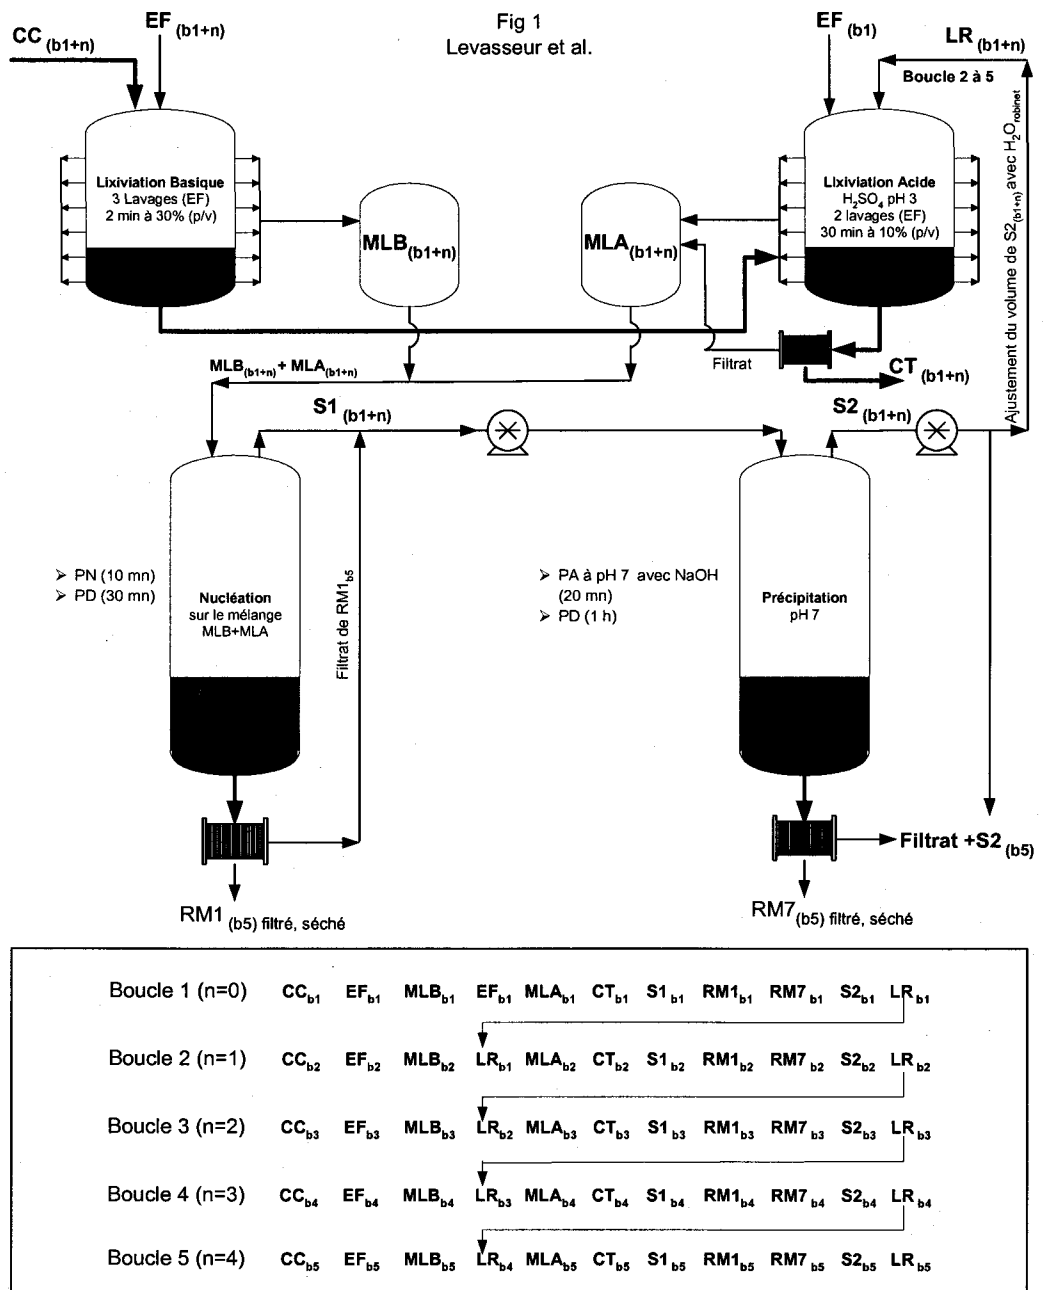 Fig 1
Levasseur et al.
CC (b1+n)
EF (b1+n)
EF (b1)
LR (b1+n)
Boucle 2 à 5
Lixiviation Basique
3 Lavages (EF)
2 min à 30% (p/v)
MLB (b1+n)
MLA (b1+n)
Lixiviation Acide
H2SO4 pH 3
2 lavages (EF)
30 min à 10% (p/v)
Ajustement du volume de S2(b1+n) avec H2O robinet
Filtrat
CT (b1+n)
MLB(b1+n) + MLA(b1+n)
S1 (b1+n)
S2 (b1+n)
➢ PN (10 mn)
➢ PD (30 mn)
Nucléation
sur le mélange
MLB+MLA
Filtrat de RM1b5
➢ PA à pH 7 avec NaOH
(20 mn)
➢ PD (1 h)
Précipitation
pH 7
Filtrat +S2 (b5)
RM1 (b5) filtré, séché
RM7 (b5) filtré, séché
Boucle 1 (n=0) CCb1 EFb1 MLBb1 EFb1 MLAb1 CTb1 S1b1 RM1b1 RM7b1 S2b1 LRb1
Boucle 2 (n=1) CCb2 EFb2 MLBb2 LRb1 MLAb2 CTb2 S1b2 RM1b2 RM7b2 S2b2 LRb2
Boucle 3 (n=2) CCb3 EFb3 MLBb3 LRb2 MLAb3 CTb3 S1b3 RM1b3 RM7b3 S2b3 LRb3
Boucle 4 (n=3) CCb4 EFb4 MLBb4 LRb3 MLAb4 CTb4 S1b4 RM1b4 RM7b4 S2b4 LRb4
Boucle 5 (n=4) CCb5 EFb5 MLBb5 LRb4 MLAb5 CTb5 S1b5 RM1b5 RM7b5 S2b5 LRb5